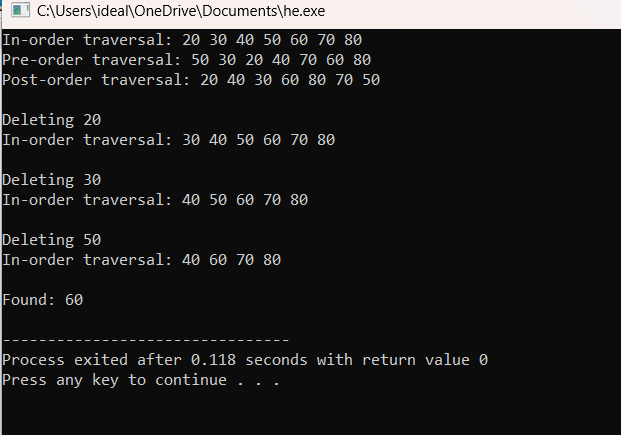 C:\Users\ideal\OneDrive\Documents\he.exe
In-order traversal: 20 30 40 50 60 70 80
Pre-order traversal: 50 30 20 40 70 60 80
Post-order traversal: 20 40 30 60 80 70 50
Deleting 20
In-order traversal: 30 40 50 60 70 80
Deleting 30
In-order traversal: 40 50 60 70 80
Deleting 50
In-order traversal: 40 60 70 80
Found: 60
--------------------------------
Process exited after 0.118 seconds with return value 0
Press any key to continue . . .